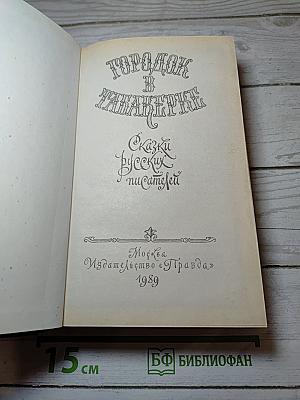 ГОРОДОК
В
ТАБАКЕРКЕ
Сказки
русских
писателей
Москва
Издательство «Правда»
1989
15 см
БФ БИБЛИОФАН